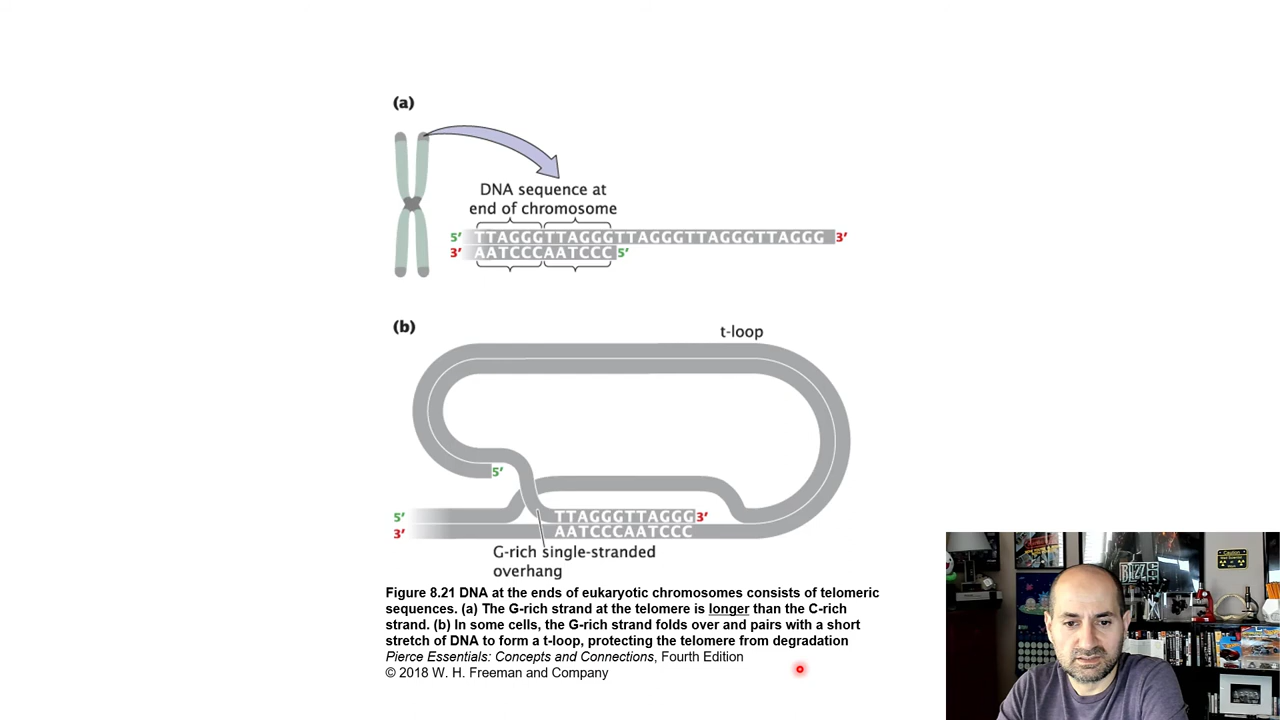 (a)
DNA sequence at
end of chromosome
5′ TTAGGGTTAGGGTTAGGGTTAGGGTTAGGG 3′
3′ AATCCCAATCCC 5′
(b)
t-loop
5′
5′ TTAGGGTTAGGG 3′
3′ AATCCCAATCCC
G-rich single-stranded
overhang
Figure 8.21 DNA at the ends of eukaryotic chromosomes consists of telomeric
sequences. (a) The G-rich strand at the telomere is longer than the C-rich
strand. (b) In some cells, the G-rich strand folds over and pairs with a short
stretch of DNA to form a t-loop, protecting the telomere from degradation
Pierce Essentials: Concepts and Connections, Fourth Edition
© 2018 W. H. Freeman and Company
Caution